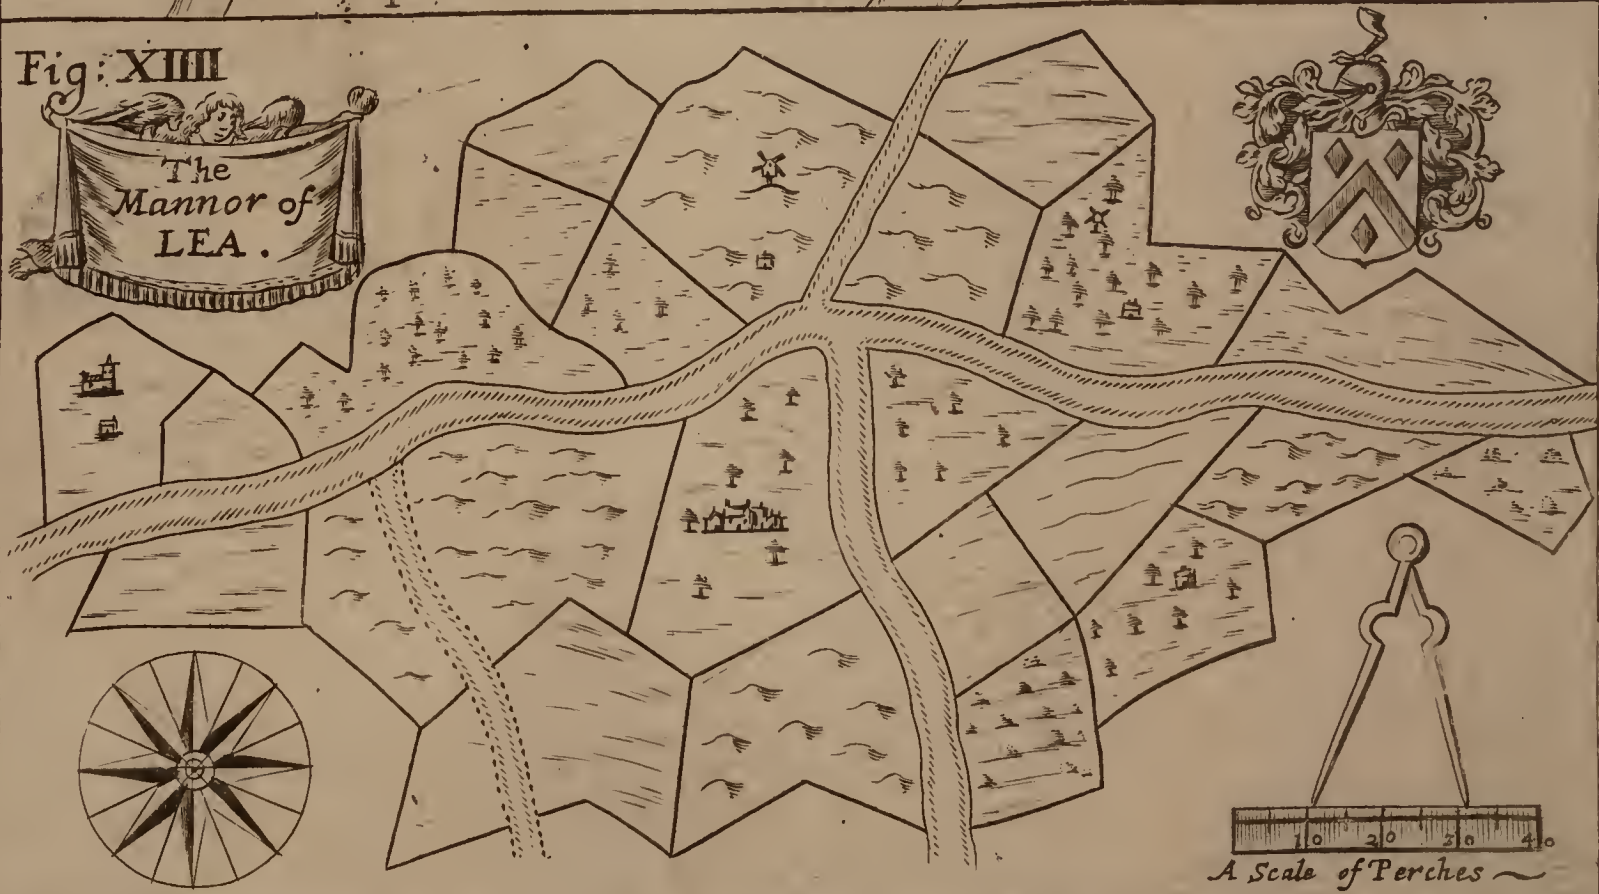 Fig: XIIII
The
Mannor of
LEA.
10 20 30 40
A Scale of Perches